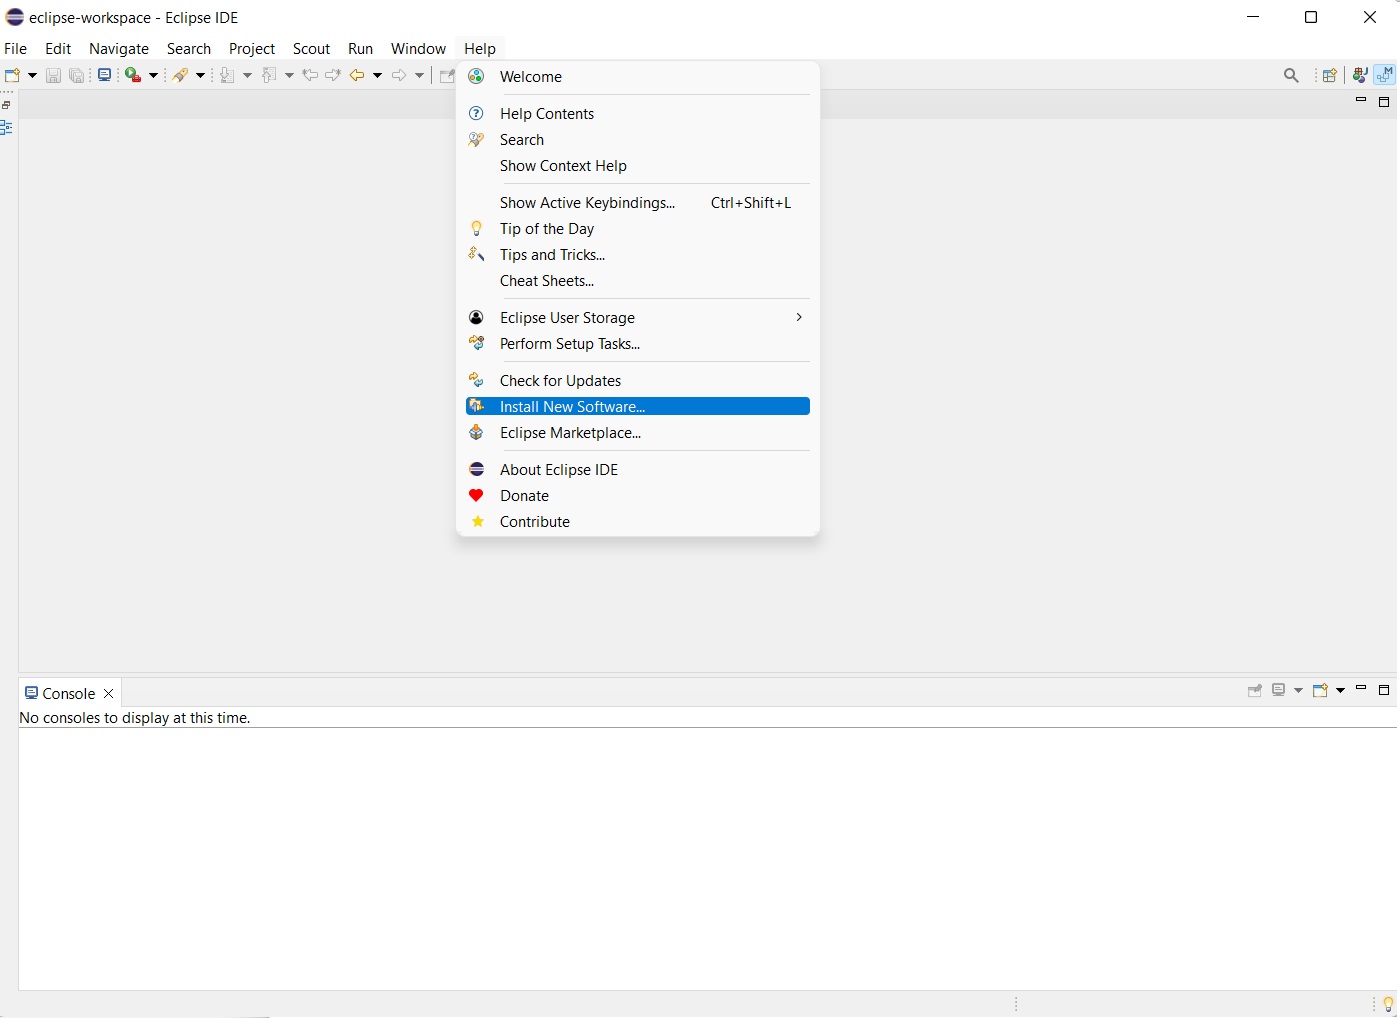 eclipse-workspace - Eclipse IDE
File Edit Navigate Search Project Scout Run Window Help
Welcome
Help Contents
Search
Show Context Help
Show Active Keybindings... Ctrl+Shift+L
Tip of the Day
Tips and Tricks...
Cheat Sheets...
Eclipse User Storage
Perform Setup Tasks...
Check for Updates
Install New Software...
Eclipse Marketplace...
About Eclipse IDE
Donate
Contribute
Console
No consoles to display at this time.